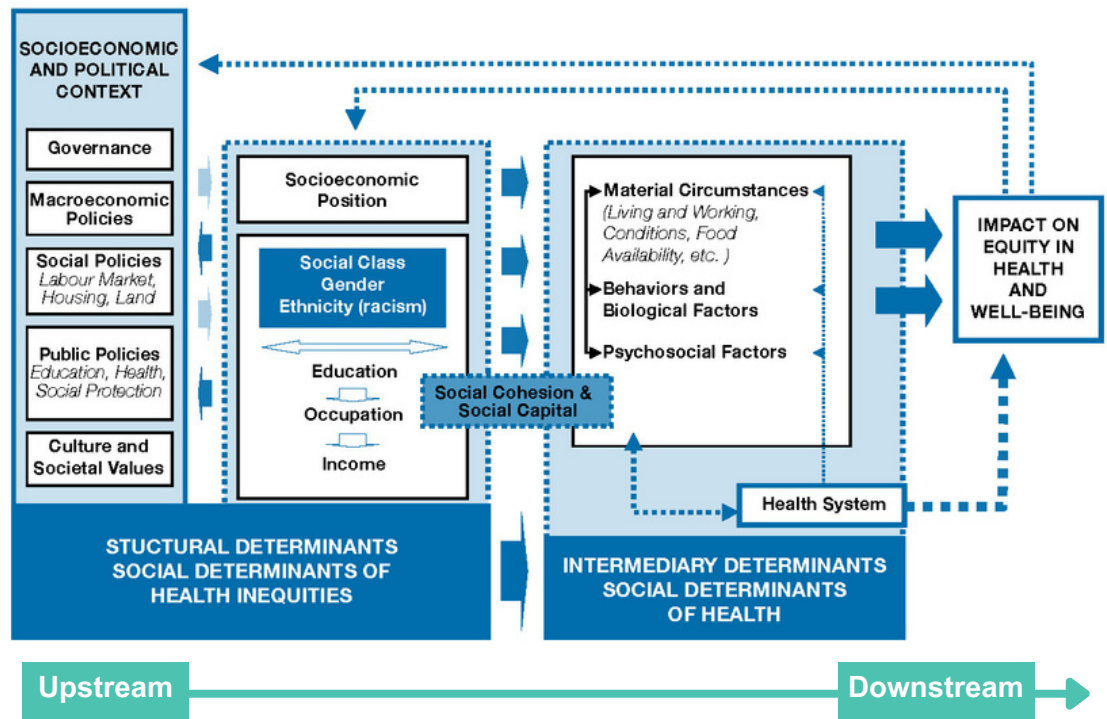 SOCIOECONOMIC
AND POLITICAL
CONTEXT
Governance
Macroeconomic
Policies
Social Policies
Labour Market,
Housing, Land
Public Policies
Education, Health,
Social Protection
Culture and
Societal Values
Socioeconomic
Position
Social Class
Gender
Ethnicity (racism)
Education
Occupation
Income
Social Cohesion &
Social Capital
Material Circumstances
(Living and Working,
Conditions, Food
Availability, etc. )
Behaviors and
Biological Factors
Psychosocial Factors
Health System
IMPACT ON
EQUITY IN
HEALTH
AND
WELL-BEING
STUCTURAL DETERMINANTS
SOCIAL DETERMINANTS OF
HEALTH INEQUITIES
INTERMEDIARY DETERMINANTS
SOCIAL DETERMINANTS
OF HEALTH
Upstream
Downstream